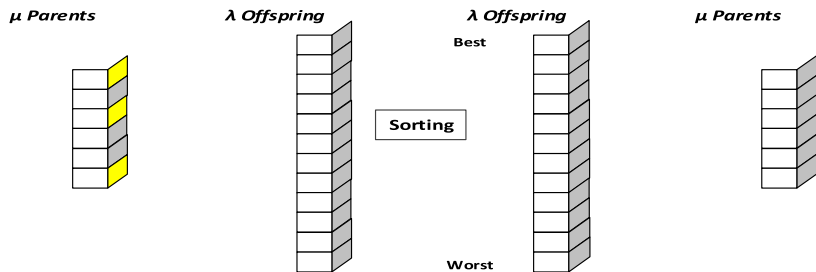 μ Parents
λ Offspring
λ Offspring
μ Parents
Best
Sorting
Worst